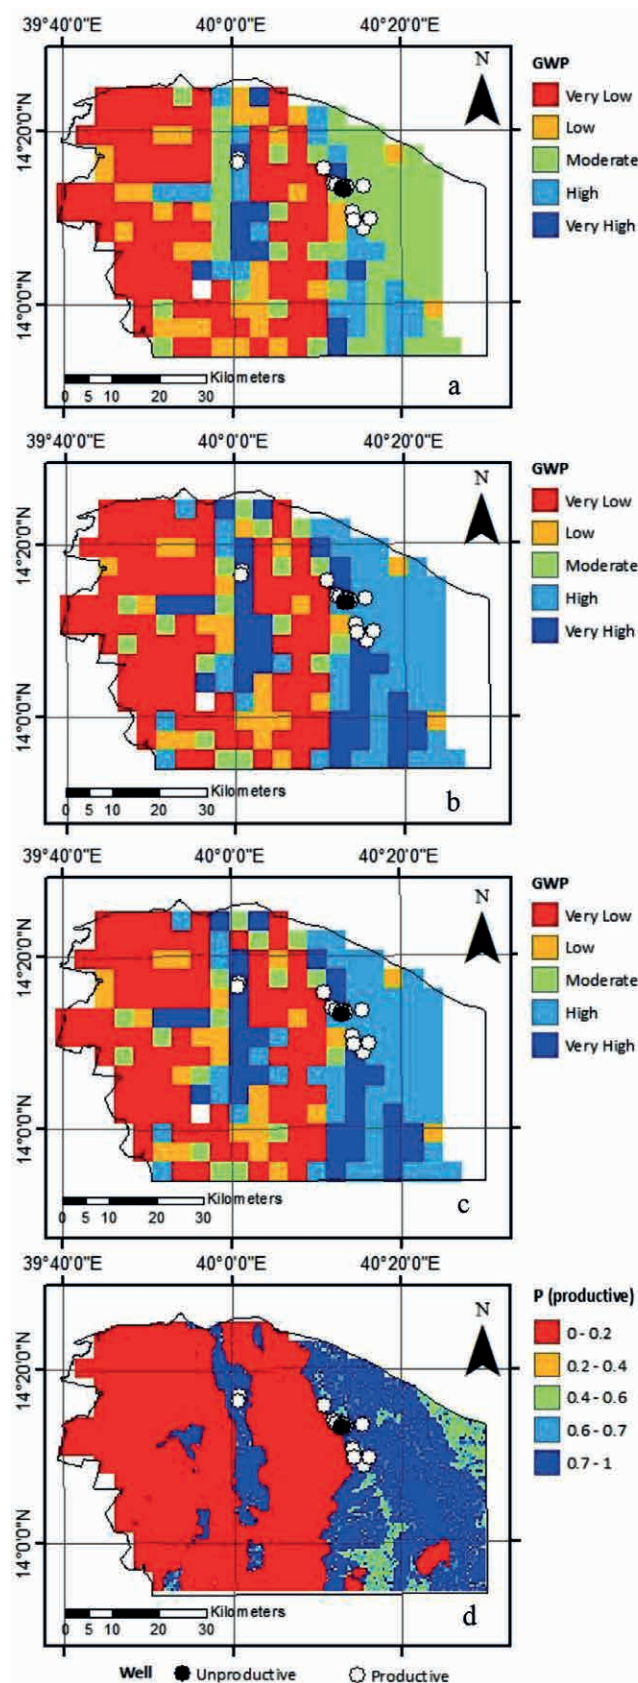 39°40'0"E 40°0'0"E 40°20'0"E
N
GWP
Very Low
Low
Moderate
High
Very High
14°20'0"N
14°0'0"N
Kilometers
0 5 10 20 30
a
39°40'0"E 40°0'0"E 40°20'0"E
N
GWP
Very Low
Low
Moderate
High
Very High
14°20'0"N
14°0'0"N
Kilometers
0 5 10 20 30
b
39°40'0"E 40°0'0"E 40°20'0"E
N
GWP
Very Low
Low
Moderate
High
Very High
14°20'0"N
14°0'0"N
Kilometers
0 5 10 20 30
c
39°40'0"E 40°0'0"E 40°20'0"E
N
P (productive)
0 - 0.2
0.2 - 0.4
0.4 - 0.6
0.6 - 0.7
0.7 - 1
14°20'0"N
14°0'0"N
Kilometers
0 5 10 20 30
d
Well Unproductive Productive